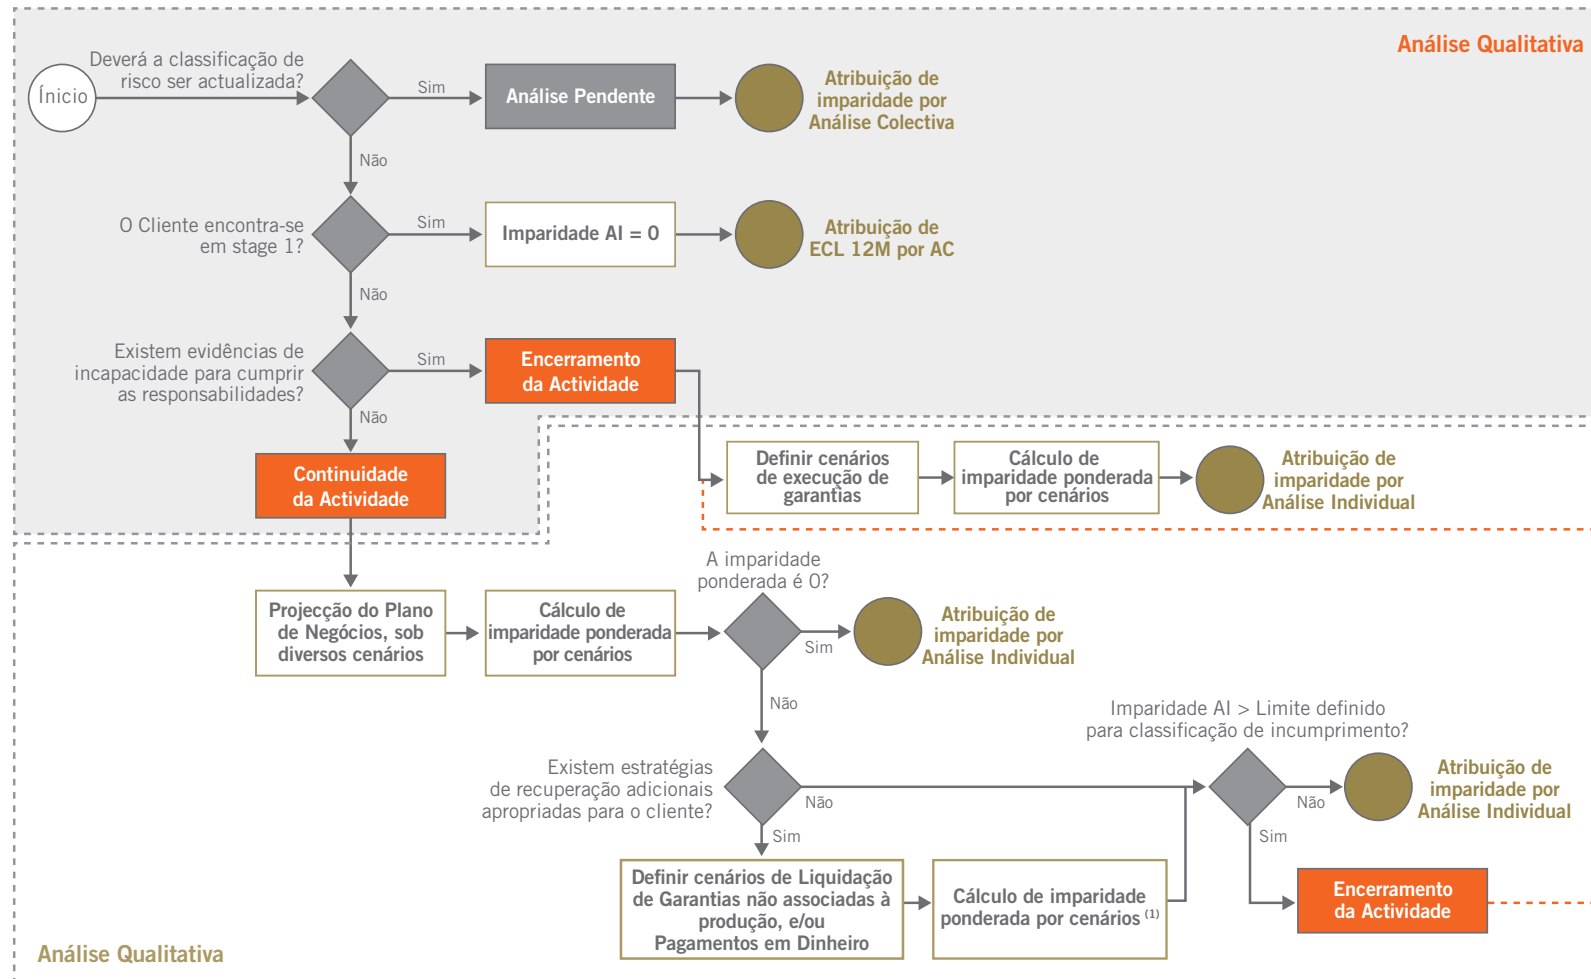 Análise Qualitativa
Deverá a classificação de
risco ser actualizada?
Ínicio
Sim
Análise Pendente
Atribuição de
imparidade por
Análise Colectiva
Não
O Cliente encontra-se
em stage 1?
Sim
Imparidade AI = 0
Atribuição de
ECL 12M por AC
Não
Existem evidências de
incapacidade para cumprir
as responsabilidades?
Sim
Encerramento
da Actividade
Não
Continuidade
da Actividade
Definir cenários
de execução de
garantias
Cálculo de
imparidade ponderada
por cenários
Atribuição de
imparidade por
Análise Individual
Projecção do Plano
de Negócios, sob
diversos cenários
Cálculo de
imparidade ponderada
por cenários
A imparidade
ponderada é 0?
Sim
Atribuição de
imparidade por
Análise Individual
Não
Existem estratégias
de recuperação adicionais
apropriadas para o cliente?
Não
Sim
Imparidade AI > Limite definido
para classificação de incumprimento?
Não
Atribuição de
imparidade por
Análise Individual
Sim
Definir cenários de Liquidação
de Garantias não associadas à
produção, e/ou
Pagamentos em Dinheiro
Cálculo de imparidade
ponderada por cenários (1)
Encerramento
da Actividade
Análise Qualitativa